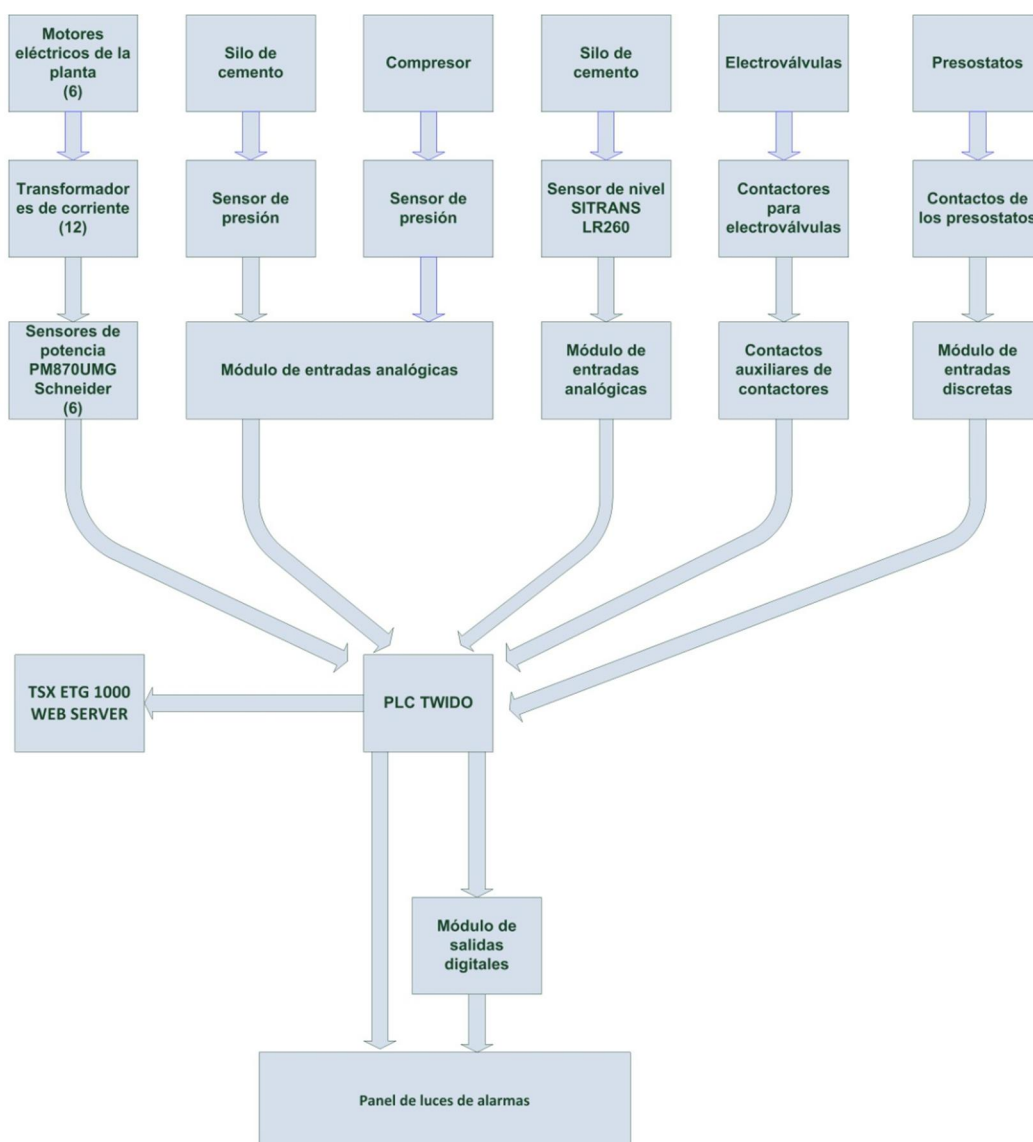 Motores
eléctricos de la
planta
(6)
Silo de
cemento
Compresor
Silo de
cemento
Electroválvulas
Presostatos
Transformador
es de corriente
(12)
Sensor de
presión
Sensor de
presión
Sensor de nivel
SITRANS
LR260
Contactores
para
electroválvulas
Contactos de
los presostatos
Sensores de
potencia
PM870UMG
Schneider
(6)
Módulo de entradas analógicas
Módulo de
entradas
analógicas
Contactos
auxiliares de
contactores
Módulo de
entradas
discretas
TSX ETG 1000
WEB SERVER
PLC TWIDO
Módulo de
salidas
digitales
Panel de luces de alarmas